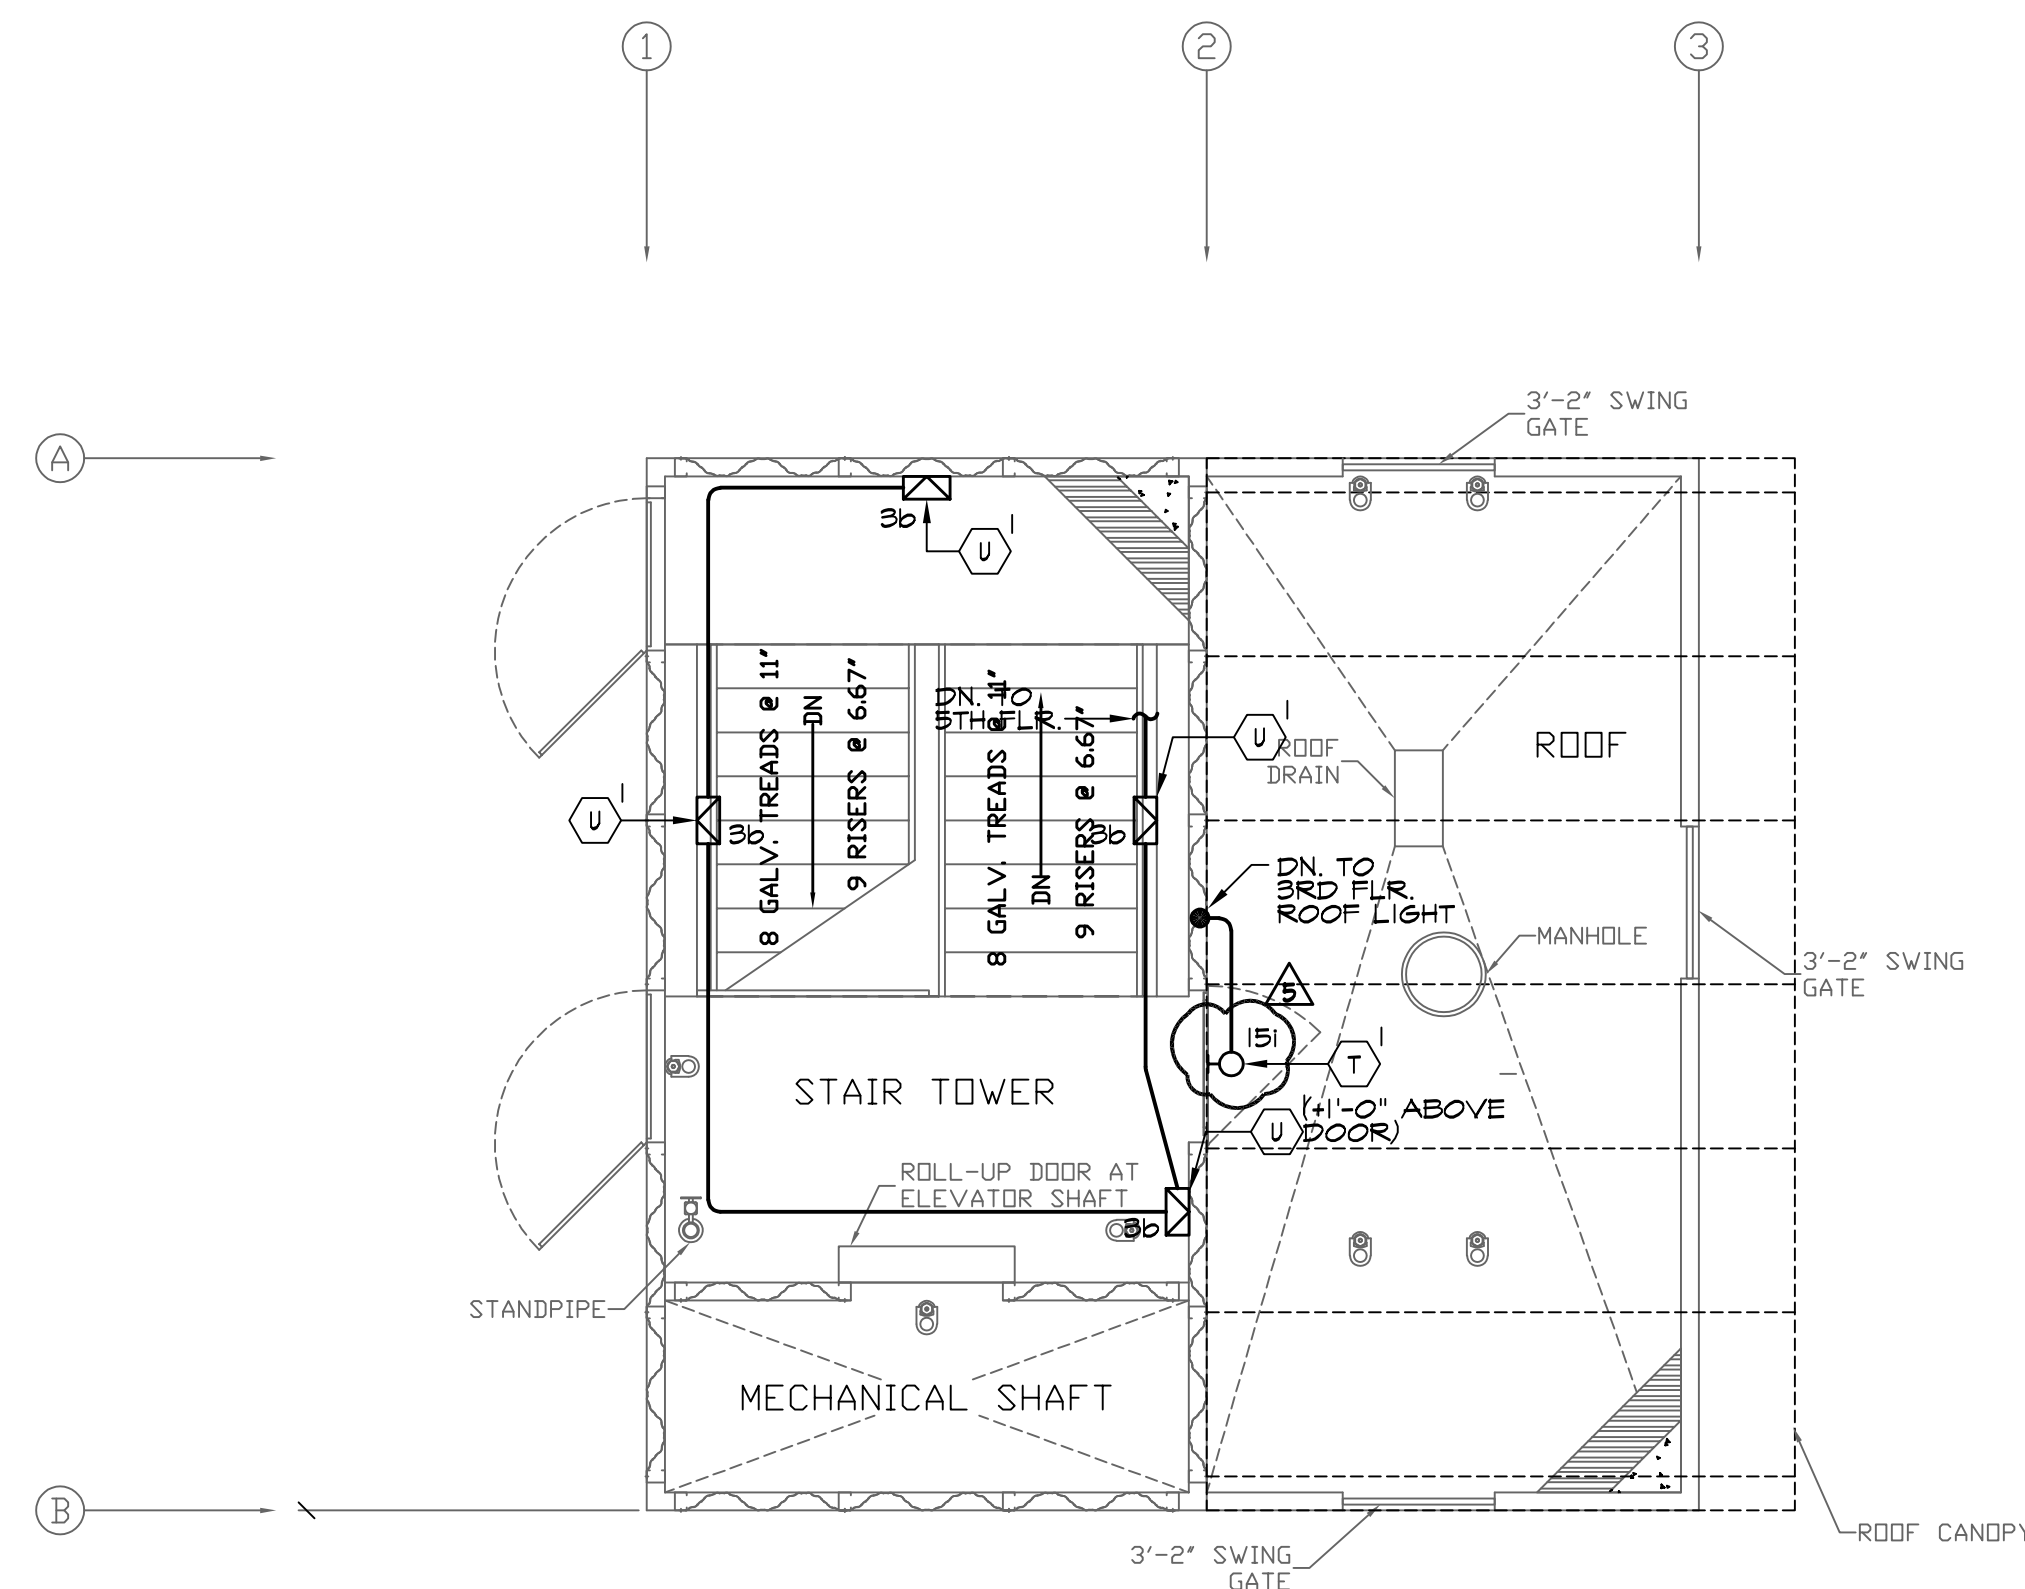 1
2
3
3'-2" SWING
GATE
A
3b
U
1
8 GALV. TREADS @ 11"
DN
9 RISERS @ 6.67"
DN. TO
5TH FLR.
8 GALV. TREADS @ 11"
DN
9 RISERS @ 6.67"
U
1
ROOF
DRAIN
ROOF
U
1
3b
3b
DN. TO
3RD FLR.
ROOF LIGHT
MANHOLE
3'-2" SWING
GATE
5
15i
T
1
STAIR TOWER
(+1'-0" ABOVE
DOOR)
U
ROLL-UP DOOR AT
ELEVATOR SHAFT
3b
STANDPIPE
MECHANICAL SHAFT
B
ROOF CANOPY
3'-2" SWING
GATE